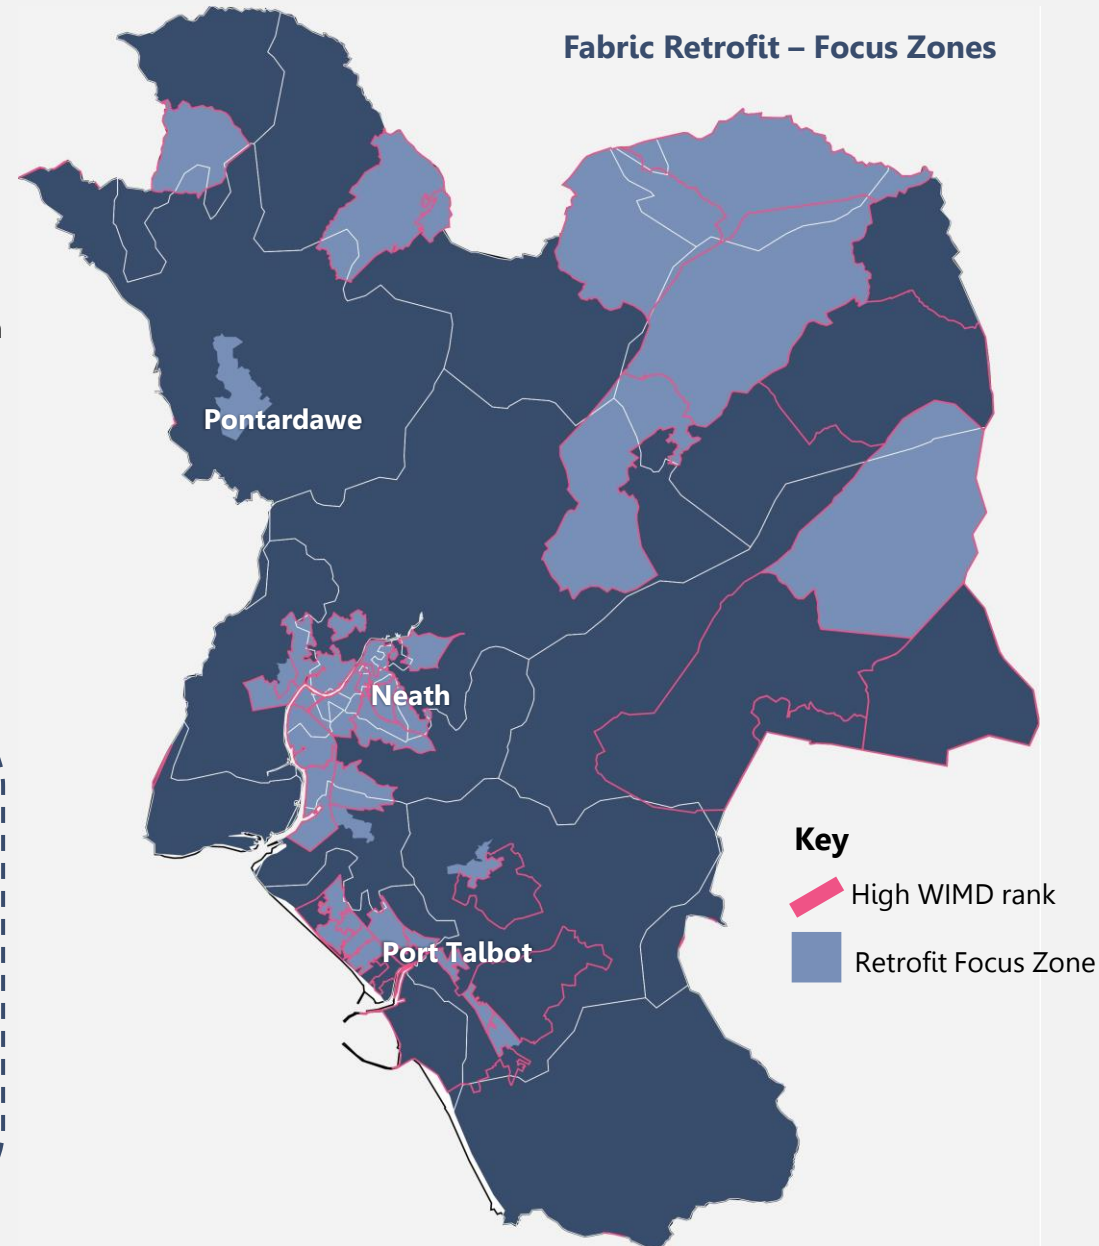 Fabric Retrofit – Focus Zones
Pontardawe
Neath
Port Talbot
Key
High WIMD rank
Retrofit Focus Zone